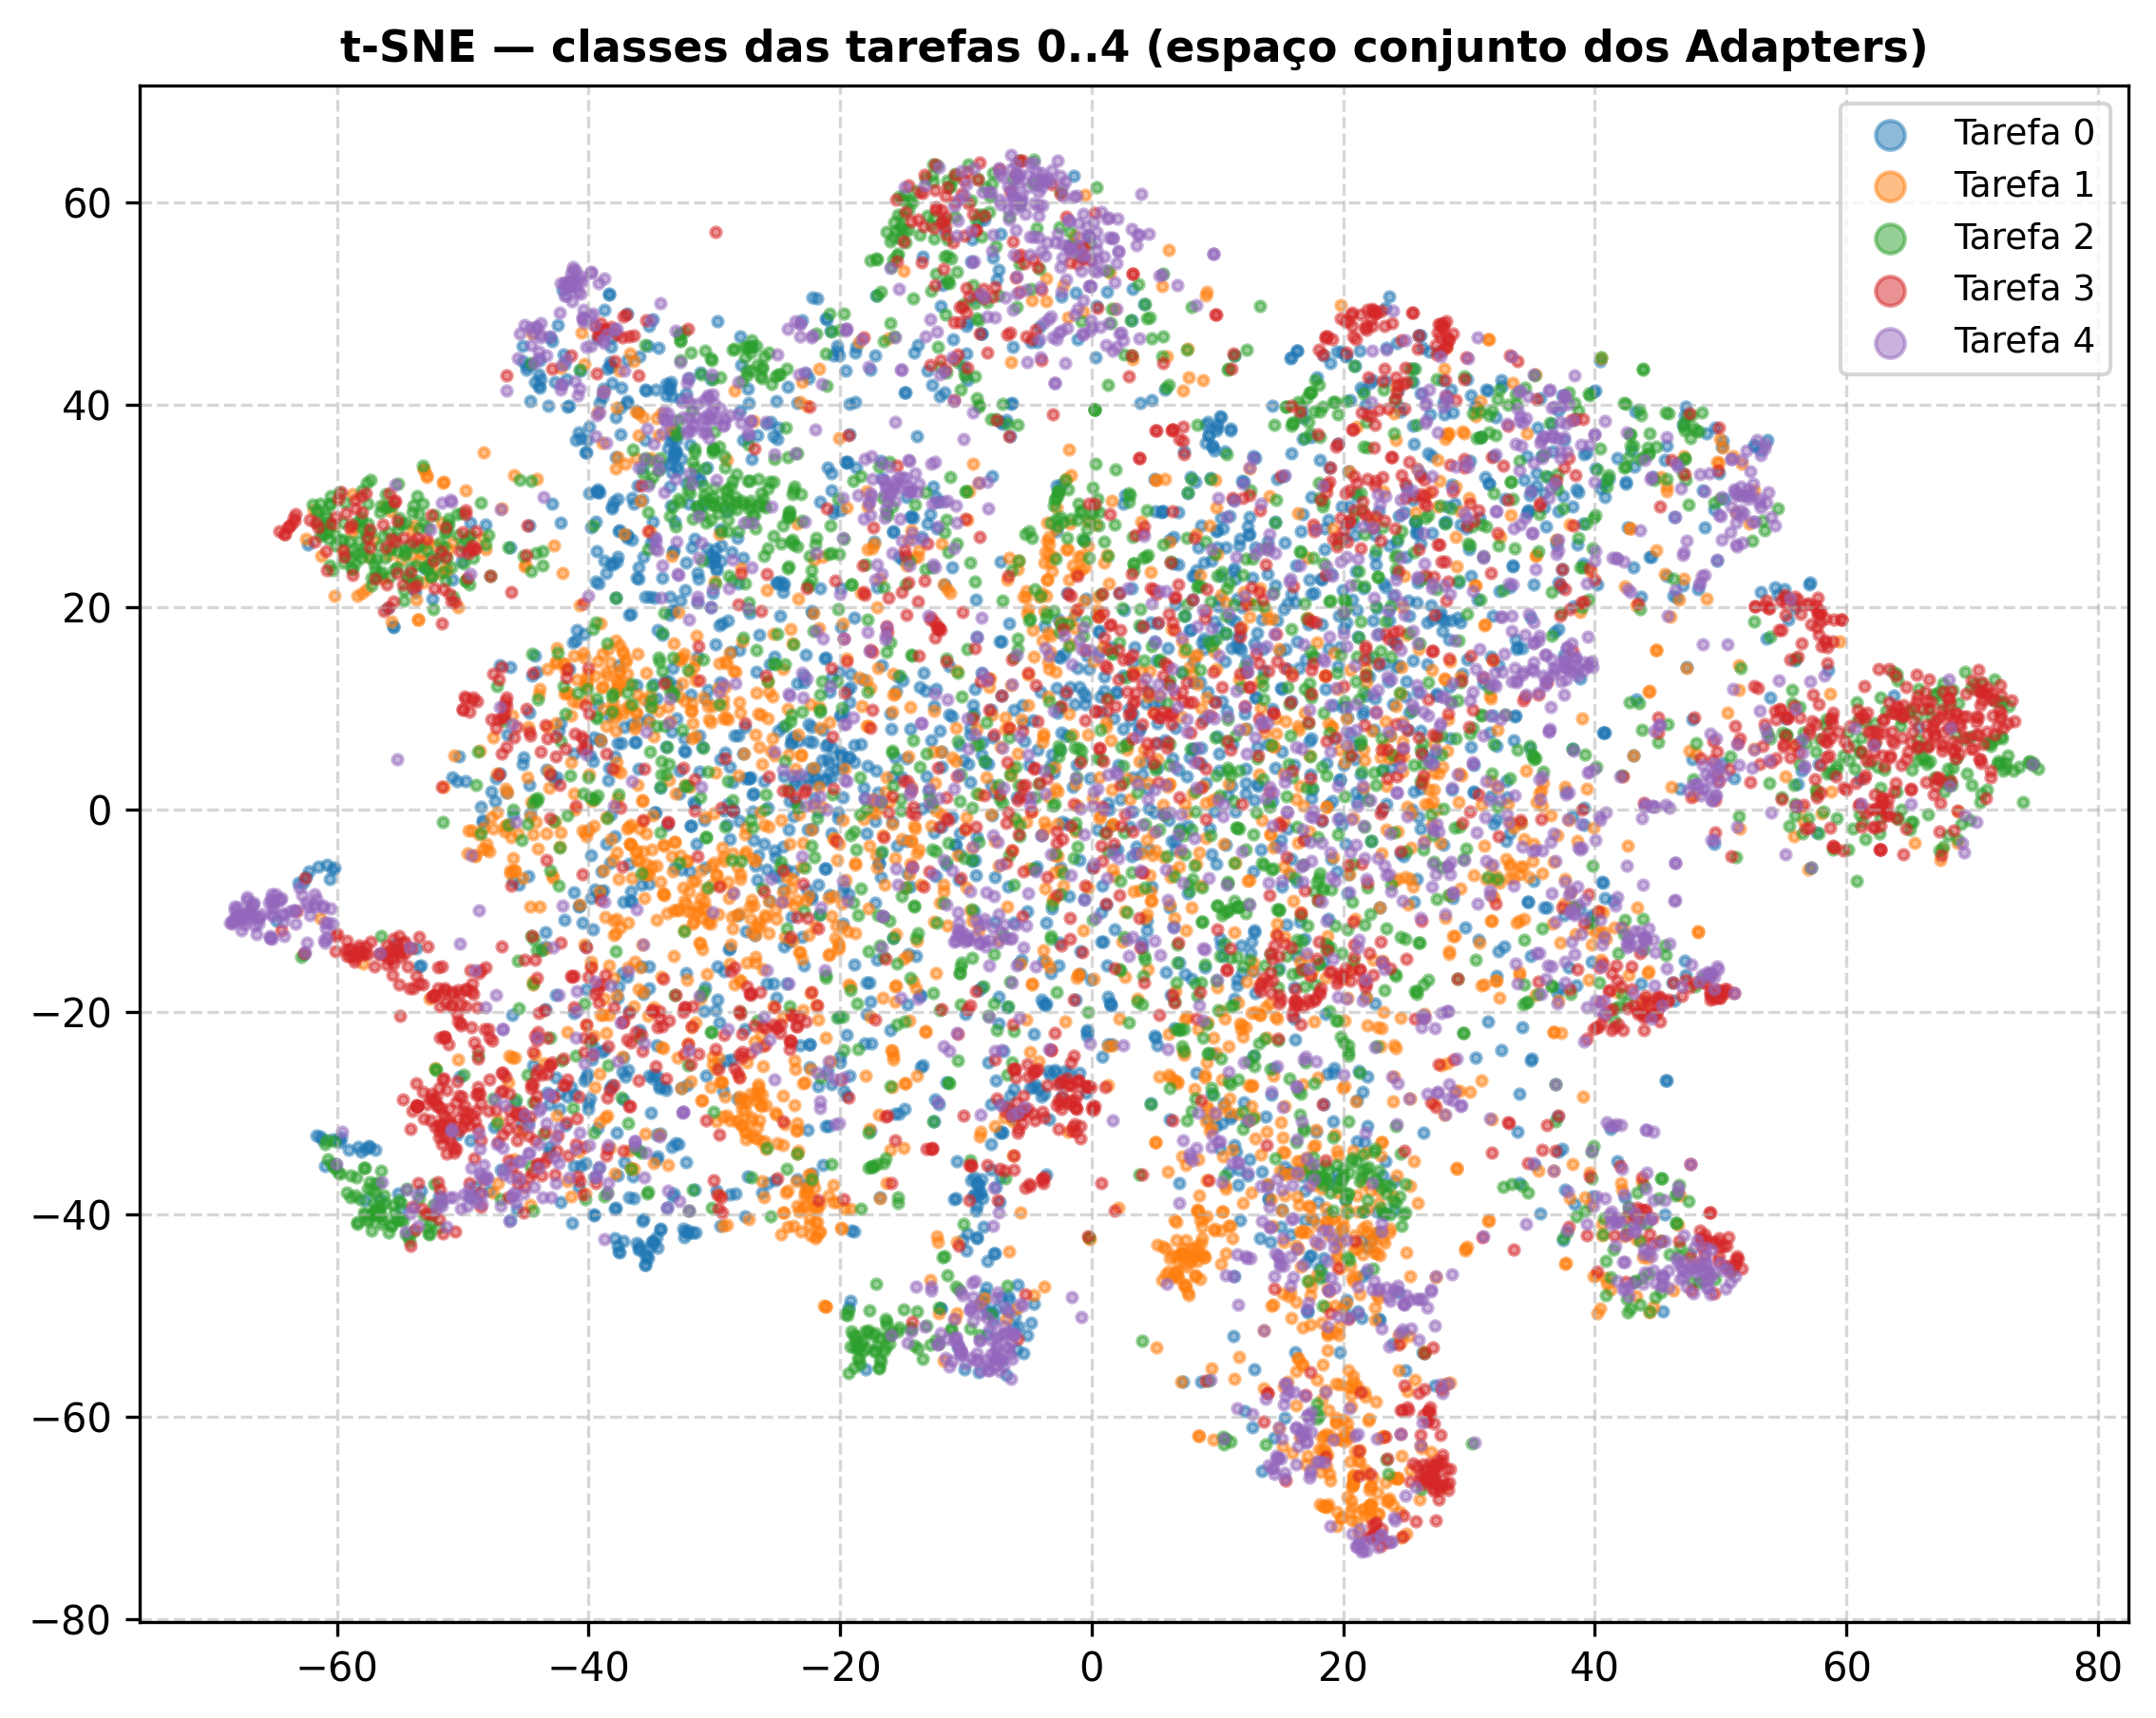 t-SNE — classes das tarefas 0..4 (espaço conjunto dos Adapters)
Tarefa 0
Tarefa 1
Tarefa 2
Tarefa 3
Tarefa 4
60
40
20
0
−20
−40
−60
−80
−60 −40 −20 0 20 40 60 80